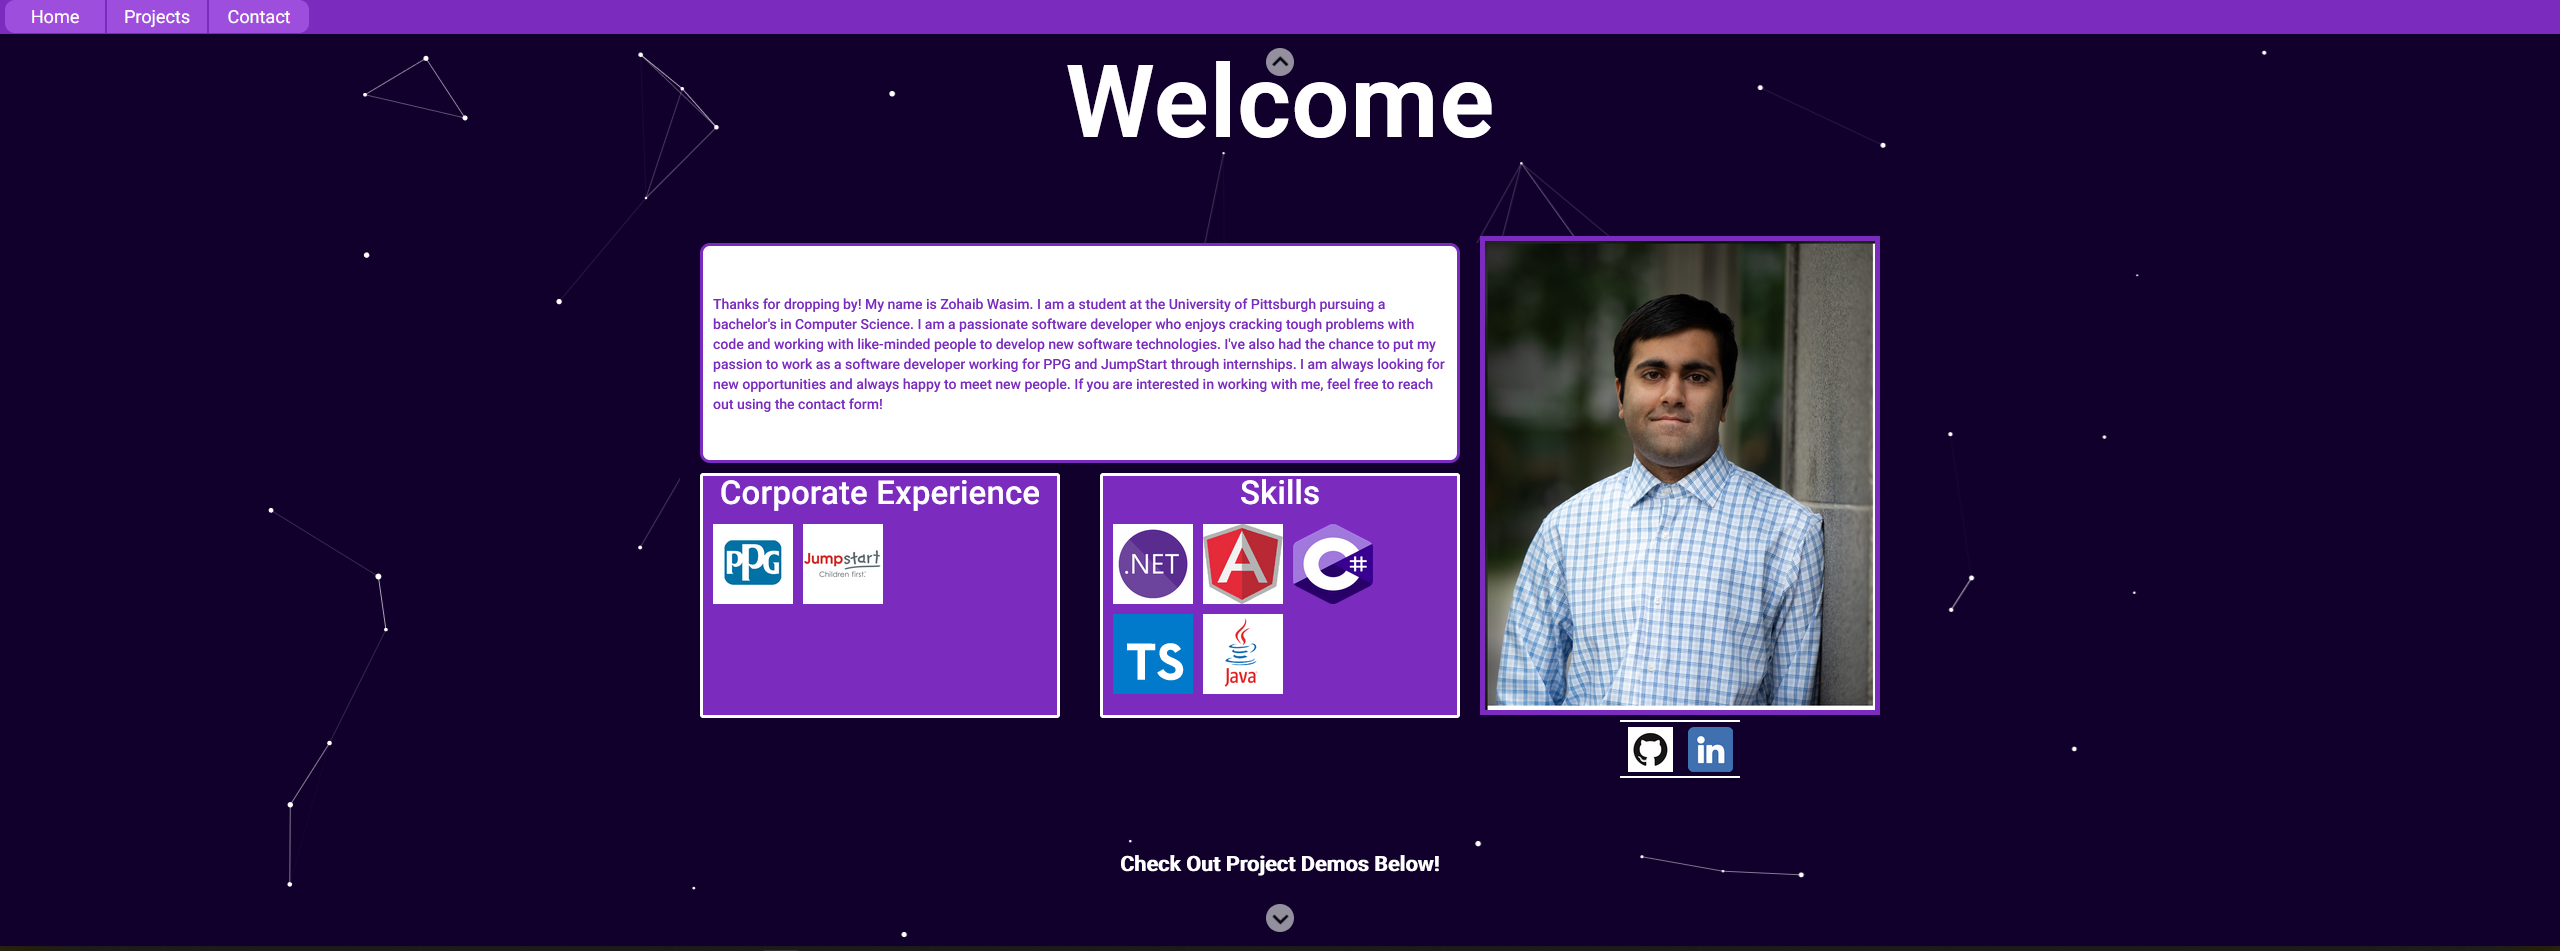 Home Projects Contact
Welcome
Thanks for dropping by! My name is Zohaib Wasim. I am a student at the University of Pittsburgh pursuing a
bachelor's in Computer Science. I am a passionate software developer who enjoys cracking tough problems with
code and working with like-minded people to develop new software technologies. I've also had the chance to put my
passion to work as a software developer working for PPG and JumpStart through internships. I am always looking for
new opportunities and always happy to meet new people. If you are interested in working with me, feel free to reach
out using the contact form!
Corporate Experience
PPG
Jumpstart
Children first.
Skills
.NET
A
C#
TS
Java
in
Check Out Project Demos Below!